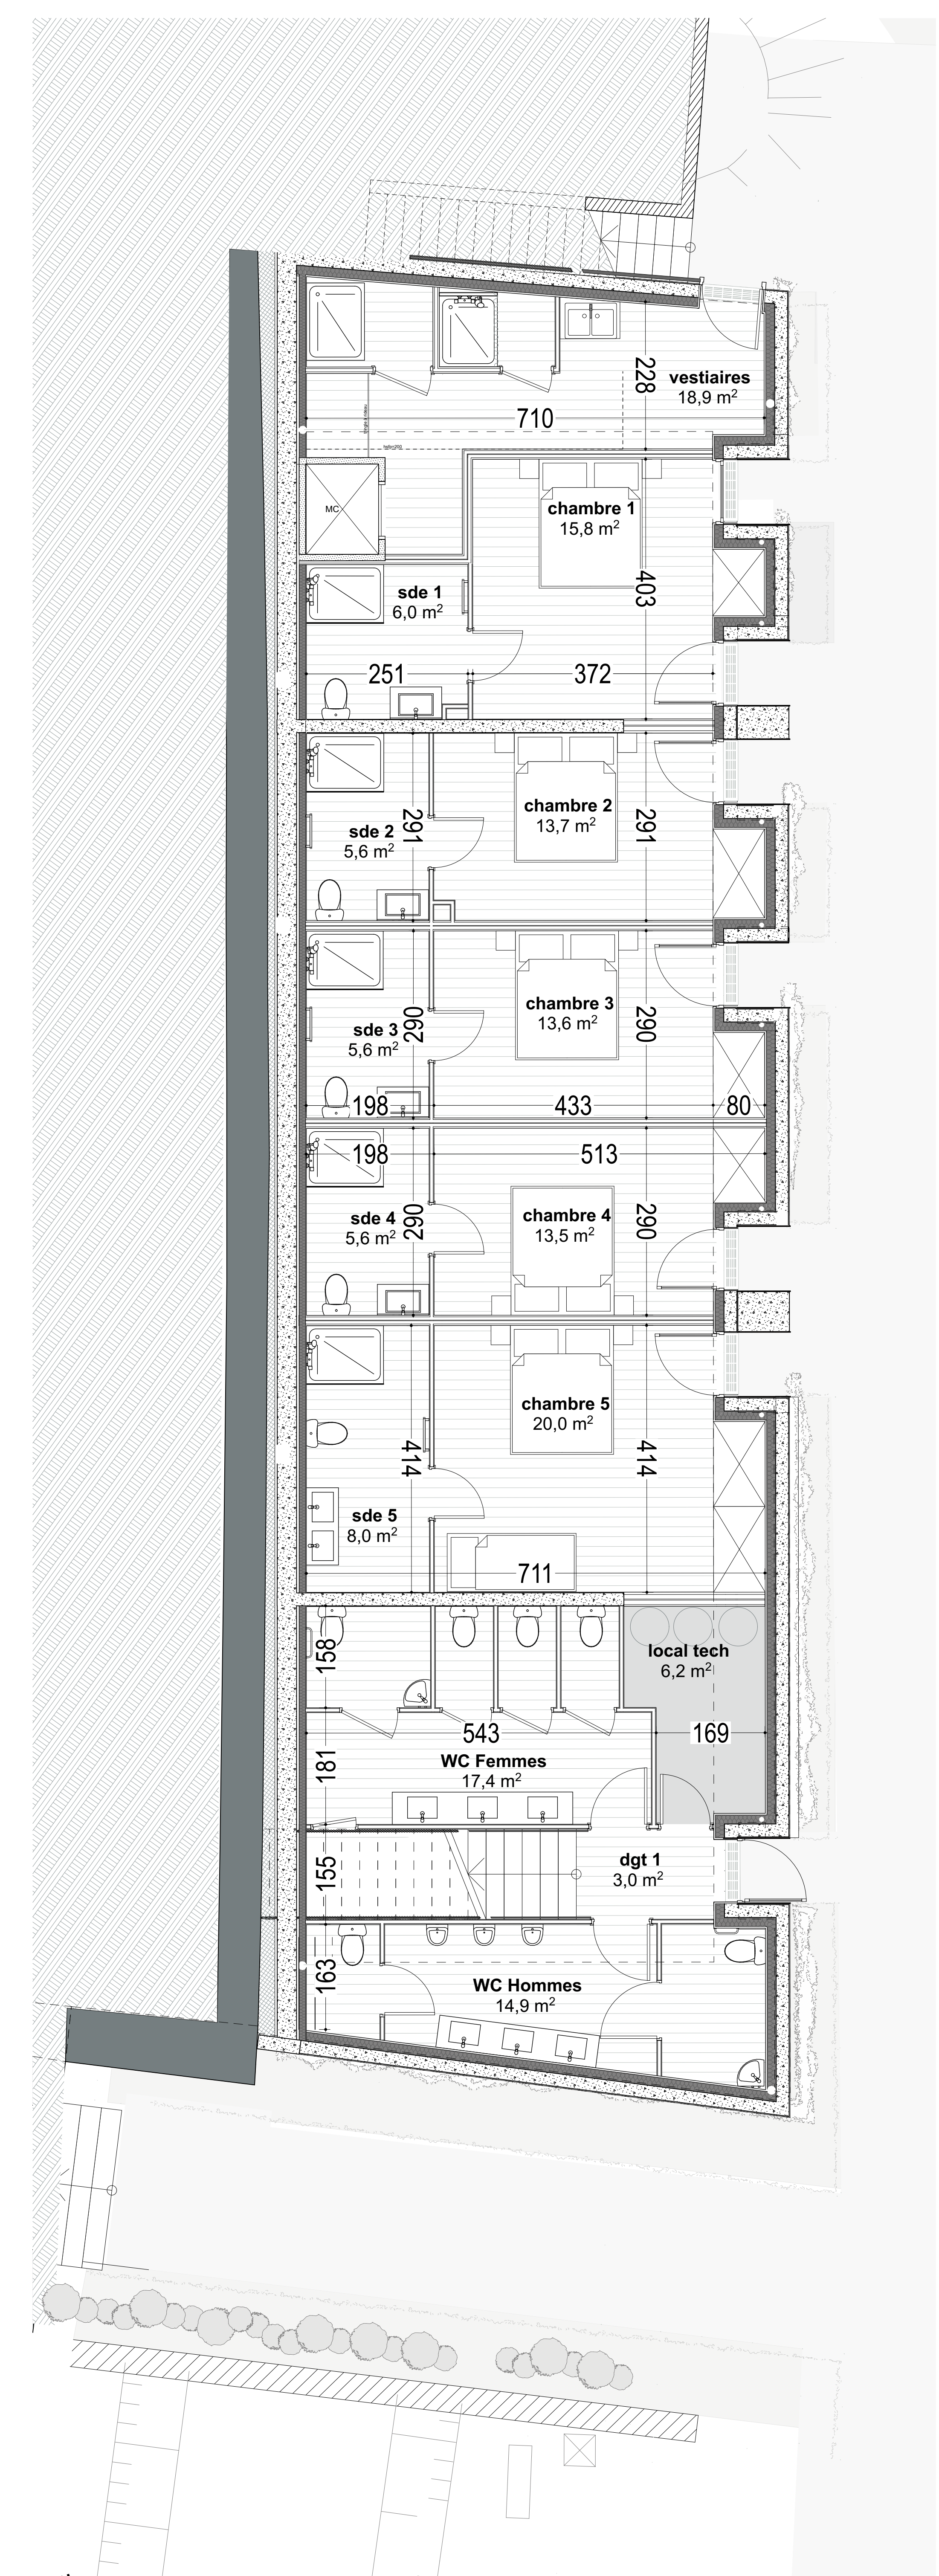 228
vestiaires
18,9 m²
710
MC
chambre 1
15,8 m²
403
sde 1
6,0 m²
251
372
chambre 2
13,7 m²
291
291
sde 2
5,6 m²
chambre 3
13,6 m²
290
290
sde 3
5,6 m²
198
433
80
198
513
chambre 4
13,5 m²
290
290
sde 4
5,6 m²
chambre 5
20,0 m²
414
414
sde 5
8,0 m²
711
local tech
6,2 m²
158
543
169
WC Femmes
17,4 m²
181
dgt 1
3,0 m²
155
WC Hommes
14,9 m²
163